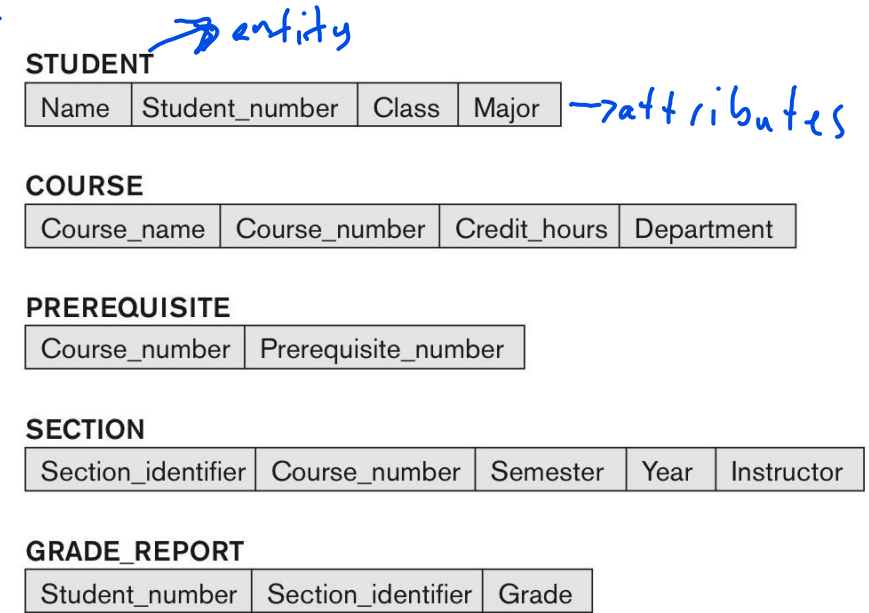 entity
STUDENT
Name Student_number Class Major attributes
COURSE
Course_name Course_number Credit_hours Department
PREREQUISITE
Course_number Prerequisite_number
SECTION
Section_identifier Course_number Semester Year Instructor
GRADE_REPORT
Student_number Section_identifier Grade